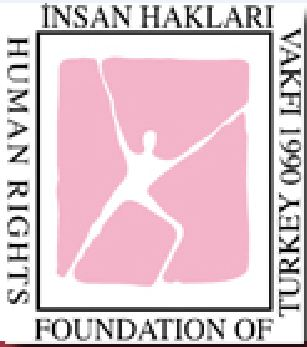 İNSAN HAKLARI
VAKFI 1990
HUMAN RIGHTS
FOUNDATION OF
TURKEY